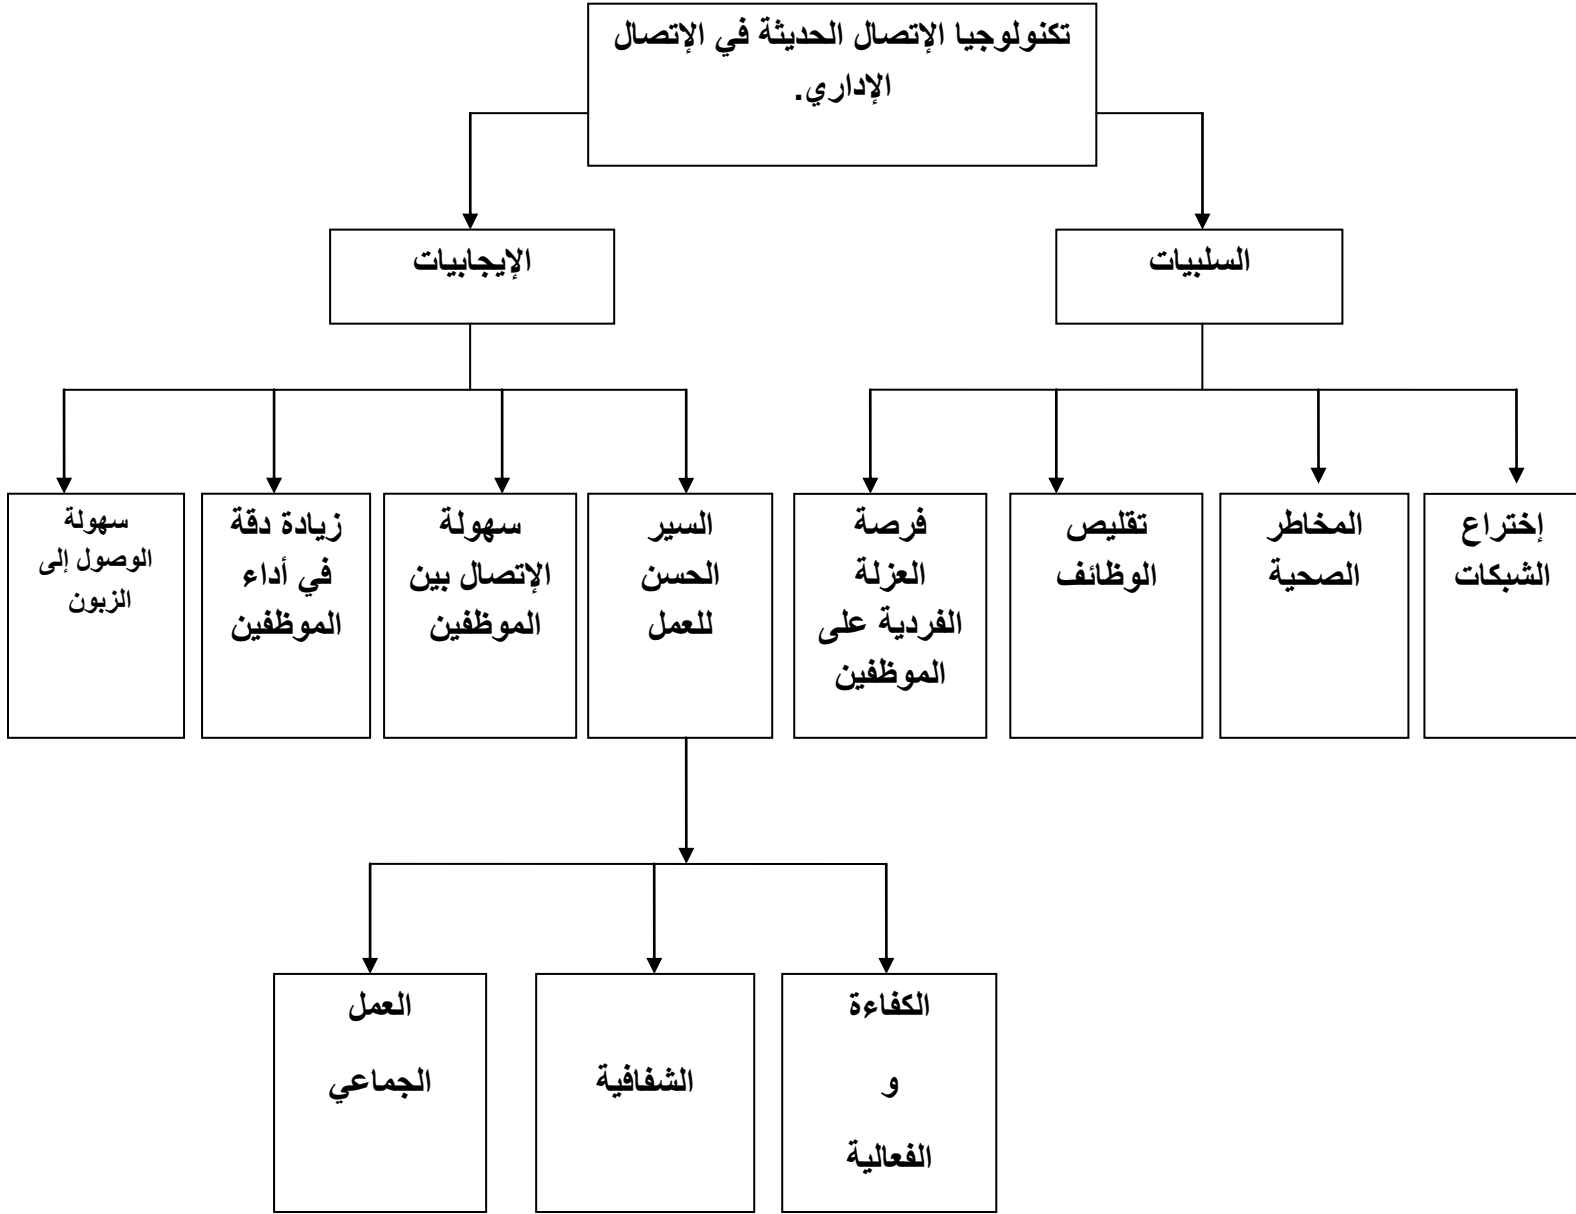 تكنولوجيا الإتصال الحديثة في الإتصال
الإداري.
السلبيات
الإيجابيات
إختراع
الشبكات
المخاطر
الصحية
تقليص
الوظائف
فرصة
العزلة
الفردية على
الموظفين
السير
الحسن
للعمل
سهولة
الإتصال بين
الموظفين
زيادة دقة
في أداء
الموظفين
سهولة
الوصول إلى
الزبون
الكفاءة
و
الفعالية
الشفافية
العمل
الجماعي